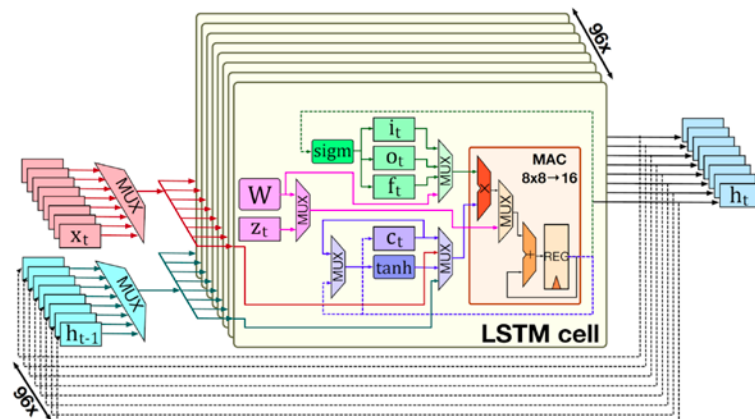 96x
i_t
sigm
o_t
f_t
MUX
MAC
8x8→16
MUX
x_t
W
z_t
MUX
×
MUX
c_t
tanh
MUX
MUX
+
REG
h_t
MUX
h_{t-1}
LSTM cell
96x